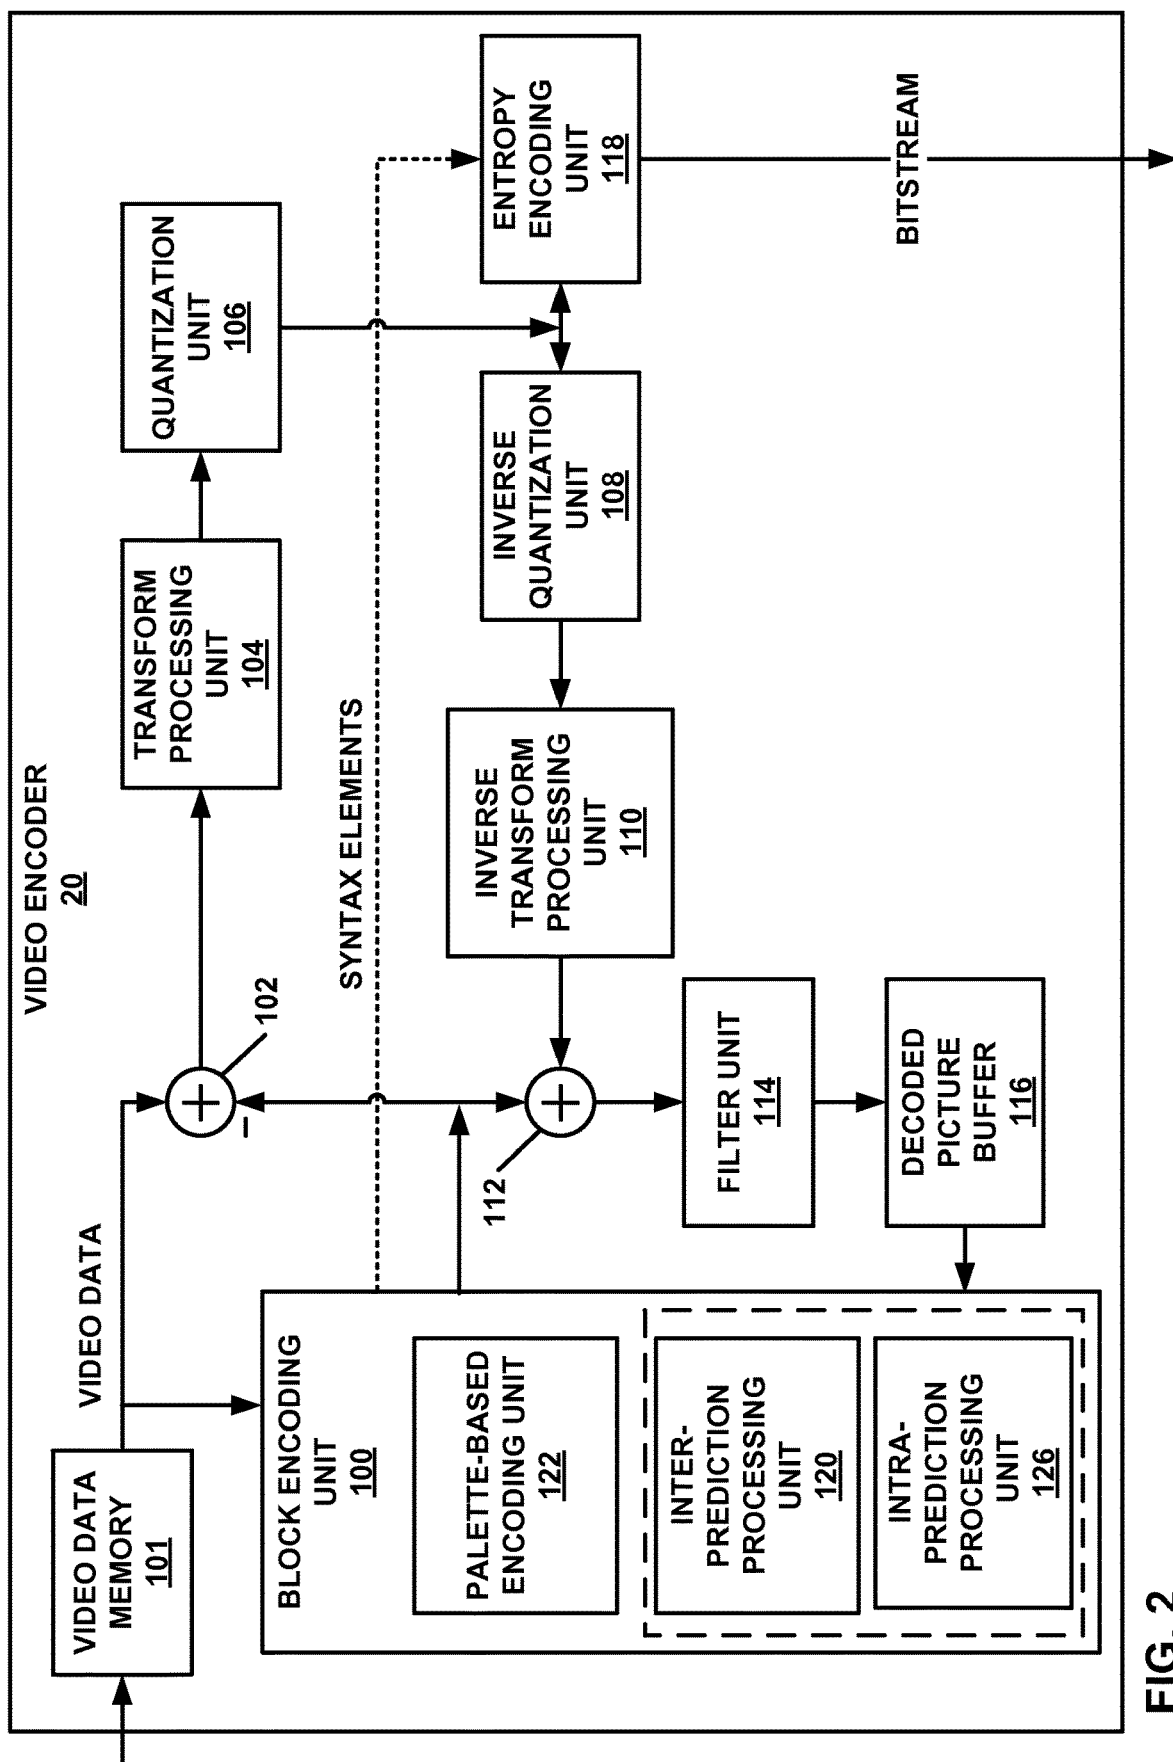 VIDEO ENCODER
20
VIDEO DATA
MEMORY
101
VIDEO DATA
102
TRANSFORM
PROCESSING
UNIT
104
QUANTIZATION
UNIT
106
SYNTAX ELEMENTS
BLOCK ENCODING
UNIT
100
PALETTE-BASED
ENCODING UNIT
122
INTER-
PREDICTION
PROCESSING
UNIT
120
INTRA-
PREDICTION
PROCESSING
UNIT
126
112
INVERSE
TRANSFORM
PROCESSING
UNIT
110
INVERSE
QUANTIZATION
UNIT
108
ENTROPY
ENCODING
UNIT
118
FILTER UNIT
114
DECODED
PICTURE
BUFFER
116
BITSTREAM
FIG. 2